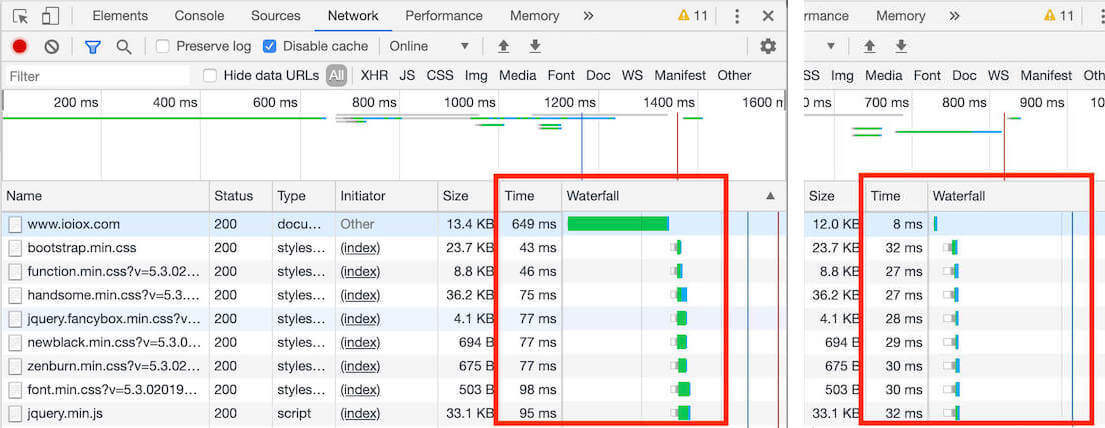 Elements Console Sources Network Performance Memory » 11
Preserve log Disable cache Online
Filter Hide data URLs All XHR JS CSS Img Media Font Doc WS Manifest Other
200 ms 400 ms 600 ms 800 ms 1000 ms 1200 ms 1400 ms 1600 m
Name Status Type Initiator Size Time Waterfall
www.ioiox.com 200 docu... Other 13.4 KB 649 ms
bootstrap.min.css 200 styles... (index) 23.7 KB 43 ms
function.min.css?v=5.3.02... 200 styles... (index) 8.8 KB 46 ms
handsome.min.css?v=5.3.... 200 styles... (index) 36.2 KB 75 ms
jquery.fancybox.min.css?v... 200 styles... (index) 4.1 KB 77 ms
newblack.min.css?v=5.3.0... 200 styles... (index) 694 B 77 ms
zenburn.min.css?v=5.3.02... 200 styles... (index) 675 B 77 ms
font.min.css?v=5.3.02019... 200 styles... (index) 503 B 98 ms
jquery.min.js 200 script (index) 33.1 KB 95 ms
rmance Memory » 11
SS Img Media Font Doc WS Manifest Oth
0 ms 700 ms 800 ms 900 ms 10
Size Time Waterfall
12.0 KB 8 ms
23.7 KB 32 ms
8.8 KB 27 ms
36.2 KB 27 ms
4.1 KB 28 ms
694 B 29 ms
675 B 30 ms
503 B 30 ms
33.1 KB 32 ms